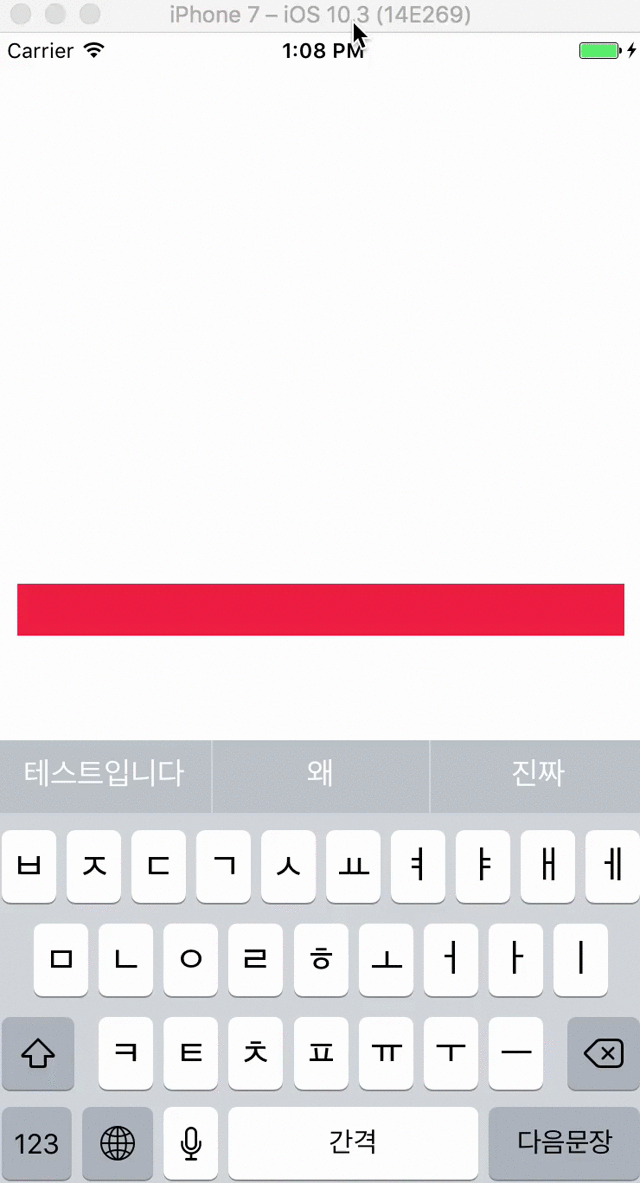 iPhone 7 – iOS 10.3 (14E269)
Carrier 1:08 PM
테스트입니다 왜 진짜
ㅂ ㅈ ㄷ ㄱ ㅅ ㅛ ㅕ ㅑ ㅐ ㅔ
ㅁ ㄴ ㅇ ㄹ ㅎ ㅗ ㅓ ㅏ ㅣ
ㅋ ㅌ ㅊ ㅍ ㅠ ㅜ ㅡ
123 간격 다음문장